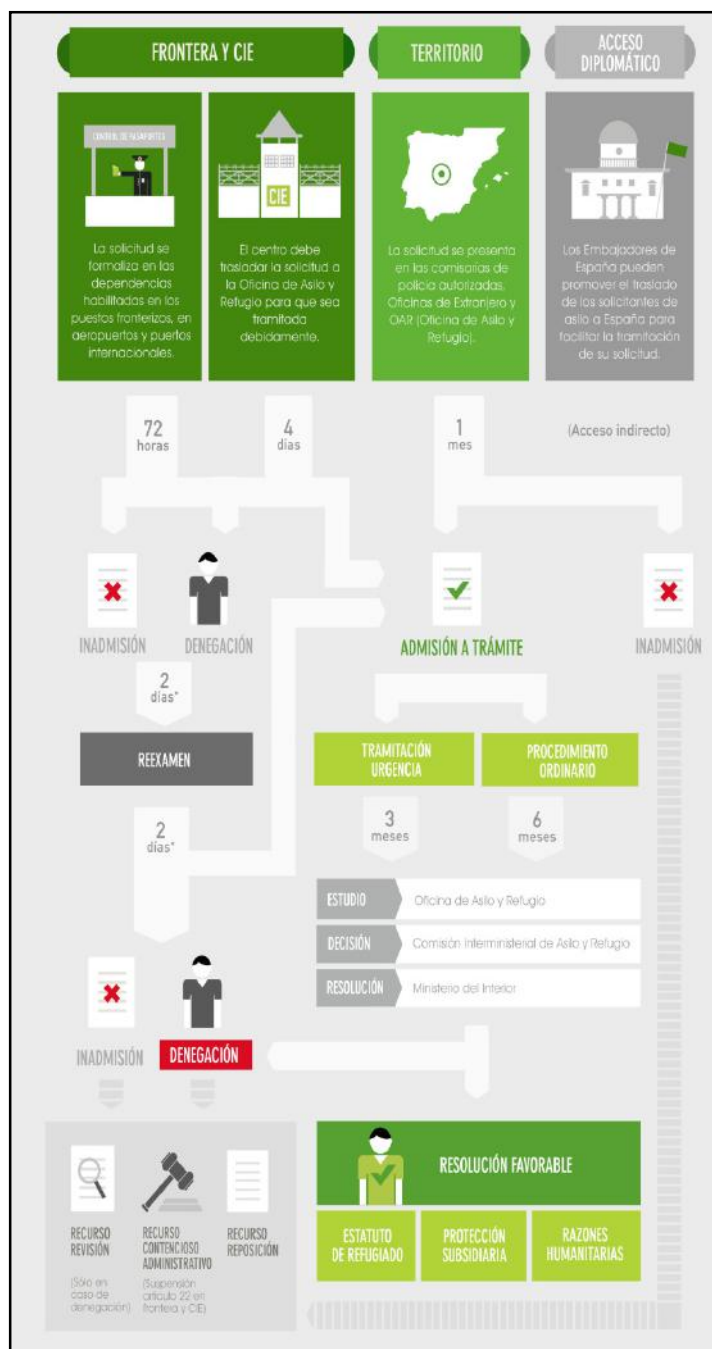 FRONTERA Y CIE
TERRITORIO
ACCESO
DIPLOMÁTICO
CONTROL DE PASAPORTES
La solicitud se
formaliza en las
dependencias
habilitadas en los
puestos fronterizos, en
aeropuertos y puertos
internacionales.
CIE
El centro debe
trasladar la solicitud a
la Oficina de Asilo y
Refugio para que sea
tramitada
debidamente.
La solicitud se presenta
en las comisarías de
policía autorizadas,
Oficinas de Extranjero y
OAR (Oficina de Asilo y
Refugio).
Los Embajadores de
España pueden
promover el traslado
de los solicitantes de
asilo a España para
facilitar la tramitación
de su solicitud.
72
horas
4
días
1
mes
(Acceso indirecto)
INADMISIÓN
DENEGACIÓN
ADMISIÓN A TRÁMITE
INADMISIÓN
2
días*
REEXAMEN
TRAMITACIÓN
URGENCIA
PROCEDIMIENTO
ORDINARIO
2
días*
3
meses
6
meses
ESTUDIO
Oficina de Asilo y Refugio
DECISIÓN
Comisión Interministerial de Asilo y Refugio
RESOLUCIÓN
Ministerio del Interior
INADMISIÓN
DENEGACIÓN
RECURSO
REVISIÓN
(Sólo en
caso de
denegación)
RECURSO
CONTENCIOSO
ADMINISTRATIVO
(Suspensión
artículo 22 en
frontera y CIE)
RECURSO
REPOSICIÓN
RESOLUCIÓN FAVORABLE
ESTATUTO
DE REFUGIADO
PROTECCIÓN
SUBSIDIARIA
RAZONES
HUMANITARIAS